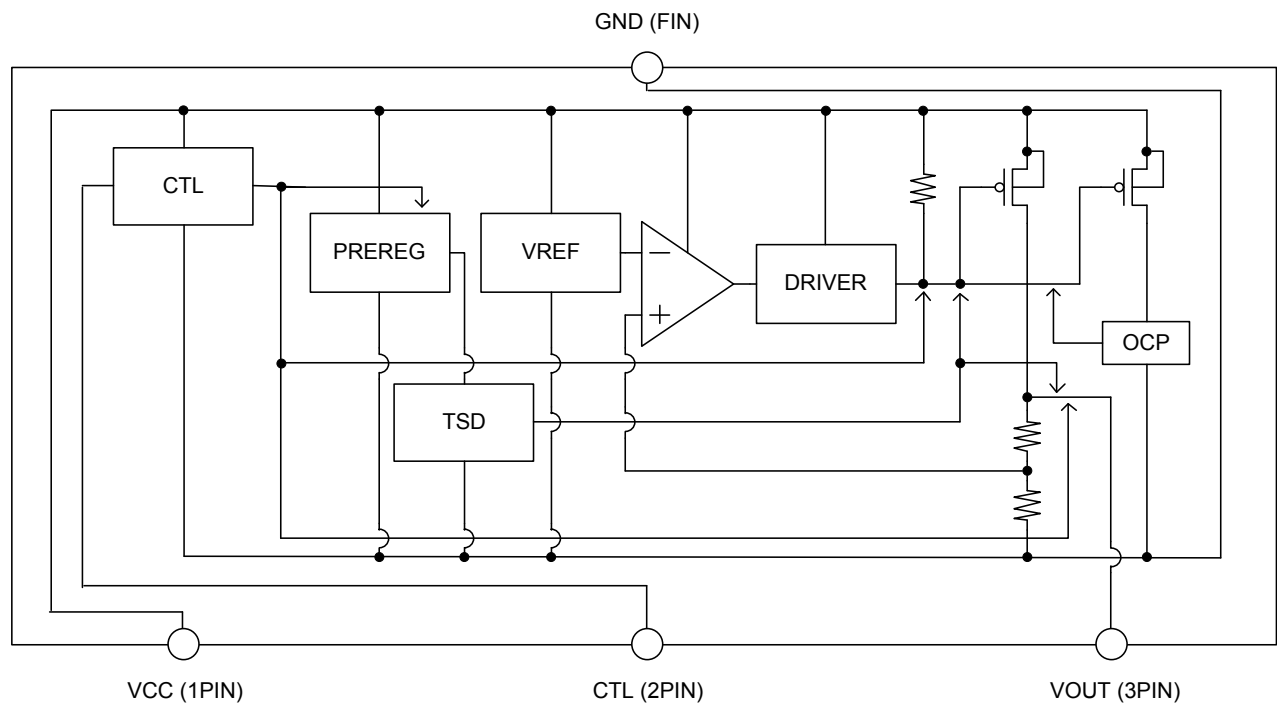 GND (FIN)
CTL
PREREG
VREF
−
+
DRIVER
OCP
TSD
VCC (1PIN)
CTL (2PIN)
VOUT (3PIN)